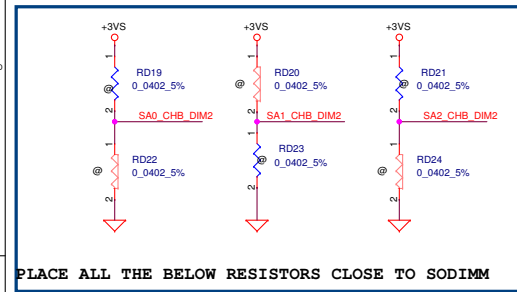 +3VS +3VS +3VS
1 1 1
RD19 RD20 RD21
@ 0_0402_5% @ 0_0402_5% @ 0_0402_5%
2 2 2
SA0_CHB_DIM2 SA1_CHB_DIM2 SA2_CHB_DIM2
1 1 1
RD22 RD23 RD24
@ 0_0402_5% @ 0_0402_5% @ 0_0402_5%
2 2 2
PLACE ALL THE BELOW RESISTORS CLOSE TO SODIMM